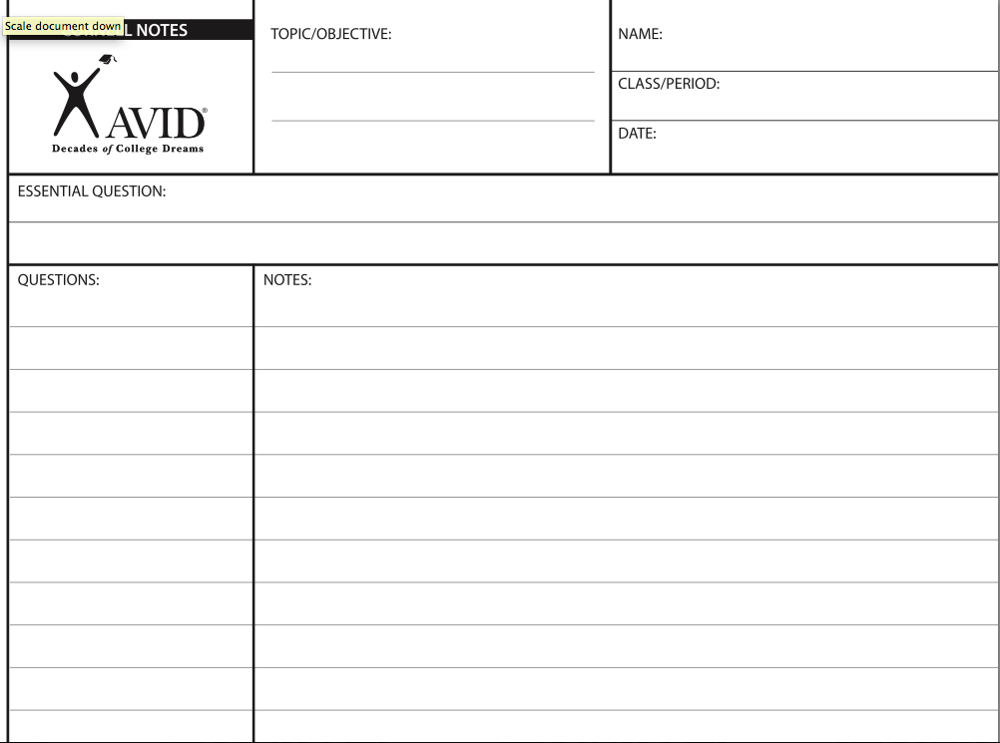 Scale document down
L NOTES
TOPIC/OBJECTIVE:
NAME:
CLASS/PERIOD:
DATE:
AVID®
Decades of College Dreams
ESSENTIAL QUESTION:
QUESTIONS:
NOTES: